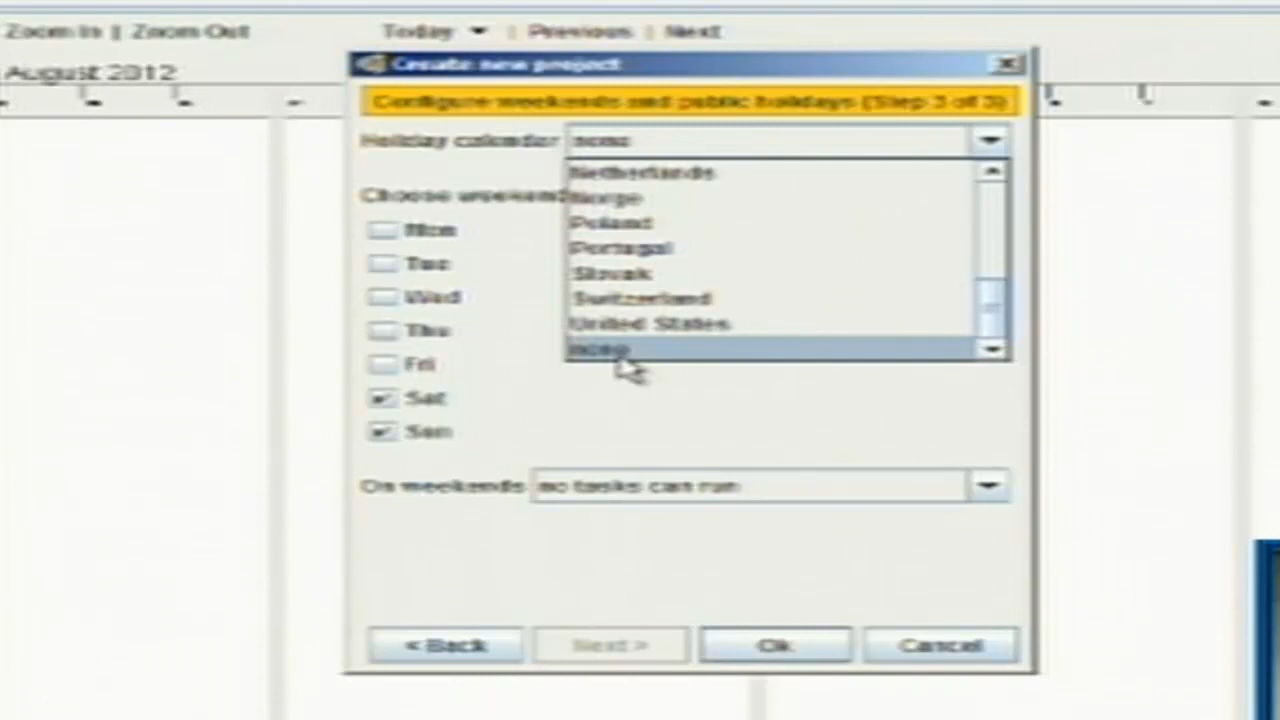 Zoom In | Zoom Out
Today | Previous | Next
August 2012
Create new project
Configure weekends and public holidays (Step 3 of 3)
Holiday calendar none
Netherlands
Choose weekend
Norge
Poland
Portugal
Slovak
Switzerland
United States
none
Mon
Tue
Wed
Thu
Fri
Sat
Sun
On weekends no tasks can run
< Back Next > Ok Cancel